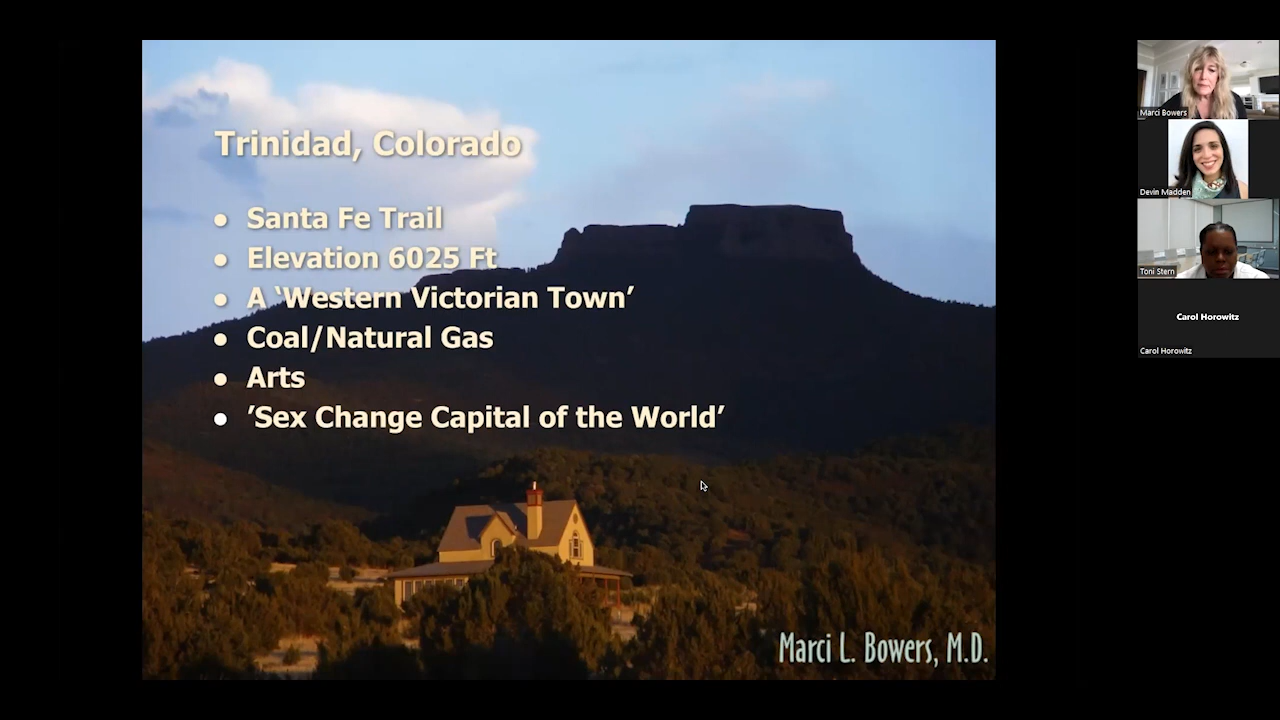 Trinidad, Colorado
● Santa Fe Trail
● Elevation 6025 Ft
● A ‘Western Victorian Town’
● Coal/Natural Gas
● Arts
● ’Sex Change Capital of the World’
Marci L. Bowers, M.D.
Marci Bowers
Devin Madden
Toni Stern
Carol Horowitz
Carol Horowitz